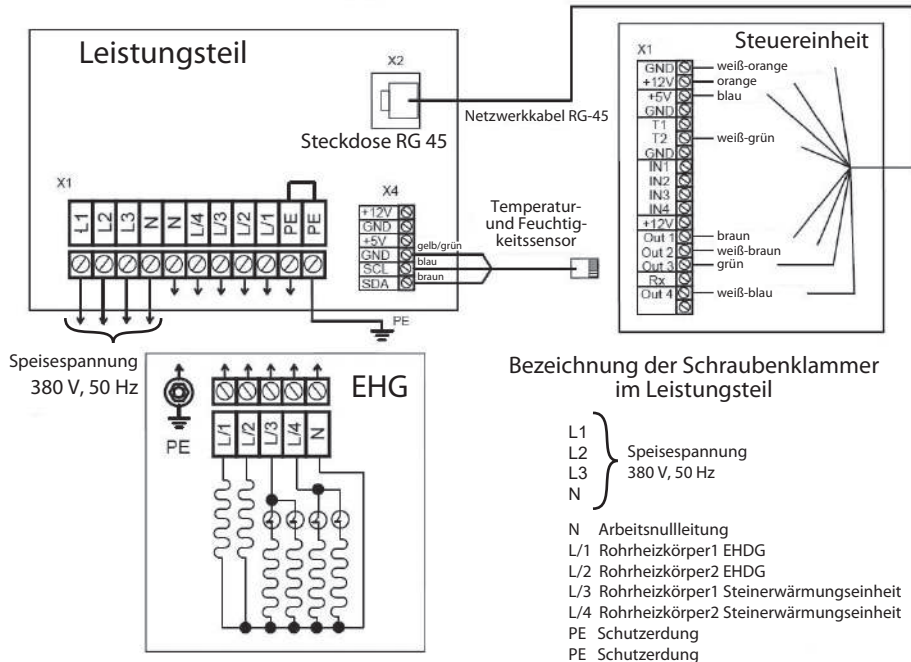 Leistungsteil
X2
Steckdose RG 45
Netzwerkkabel RG-45
X1
L1
L2
L3
N
N
L/4
L/3
L/2
L/1
PE
PE
X4
+12V
GND
+5V
GND
SCL
SDA
gelb/grün
blau
braun
Temperatur-
und Feuchtig-
keitssensor
PE
Speisespannung
380 V, 50 Hz
Steuereinheit
X1
GND weiß-orange
+12V orange
+5V blau
GND
T1
T2 weiß-grün
GND
IN1
IN2
IN3
IN4
+12V
Out 1 braun
Out 2 weiß-braun
Out 3 grün
Rx
Out 4 weiß-blau
EHG
PE
L/1
L/2
L/3
L/4
N
Bezeichnung der Schraubenklammer
im Leistungsteil
L1
L2
L3
N
Speisespannung
380 V, 50 Hz
N Arbeitsnullleitung
L/1 Rohrheizkörper1 EHDG
L/2 Rohrheizkörper2 EHDG
L/3 Rohrheizkörper1 Steinerwärmungseinheit
L/4 Rohrheizkörper2 Steinerwärmungseinheit
PE Schutzerdung
PE Schutzerdung